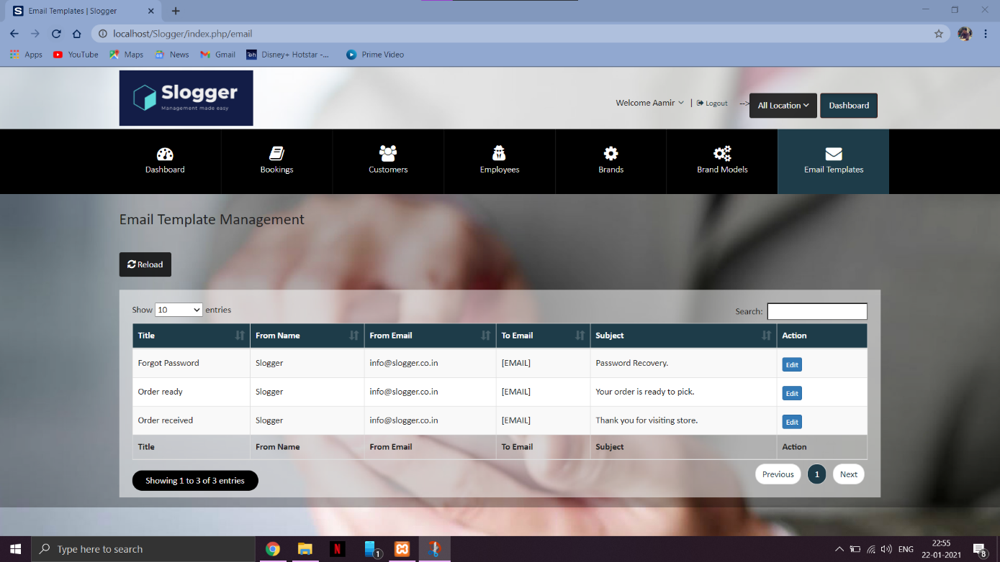 Email Templates | Slogger
localhost/Slogger/index.php/email
Apps YouTube Maps News Gmail Disney+ Hotstar -... Prime Video
Slogger
Management made easy
Welcome Aamir | Logout --> All Location Dashboard
Dashboard Bookings Customers Employees Brands Brand Models Email Templates
Email Template Management
Reload
Show 10 entries Search:
Title From Name From Email To Email Subject Action
Forgot Password Slogger info@slogger.co.in [EMAIL] Password Recovery. Edit
Order ready Slogger info@slogger.co.in [EMAIL] Your order is ready to pick. Edit
Order received Slogger info@slogger.co.in [EMAIL] Thank you for visiting store. Edit
Title From Name From Email To Email Subject Action
Showing 1 to 3 of 3 entries Previous 1 Next
Type here to search 1 ENG 22:55 8
22-01-2021